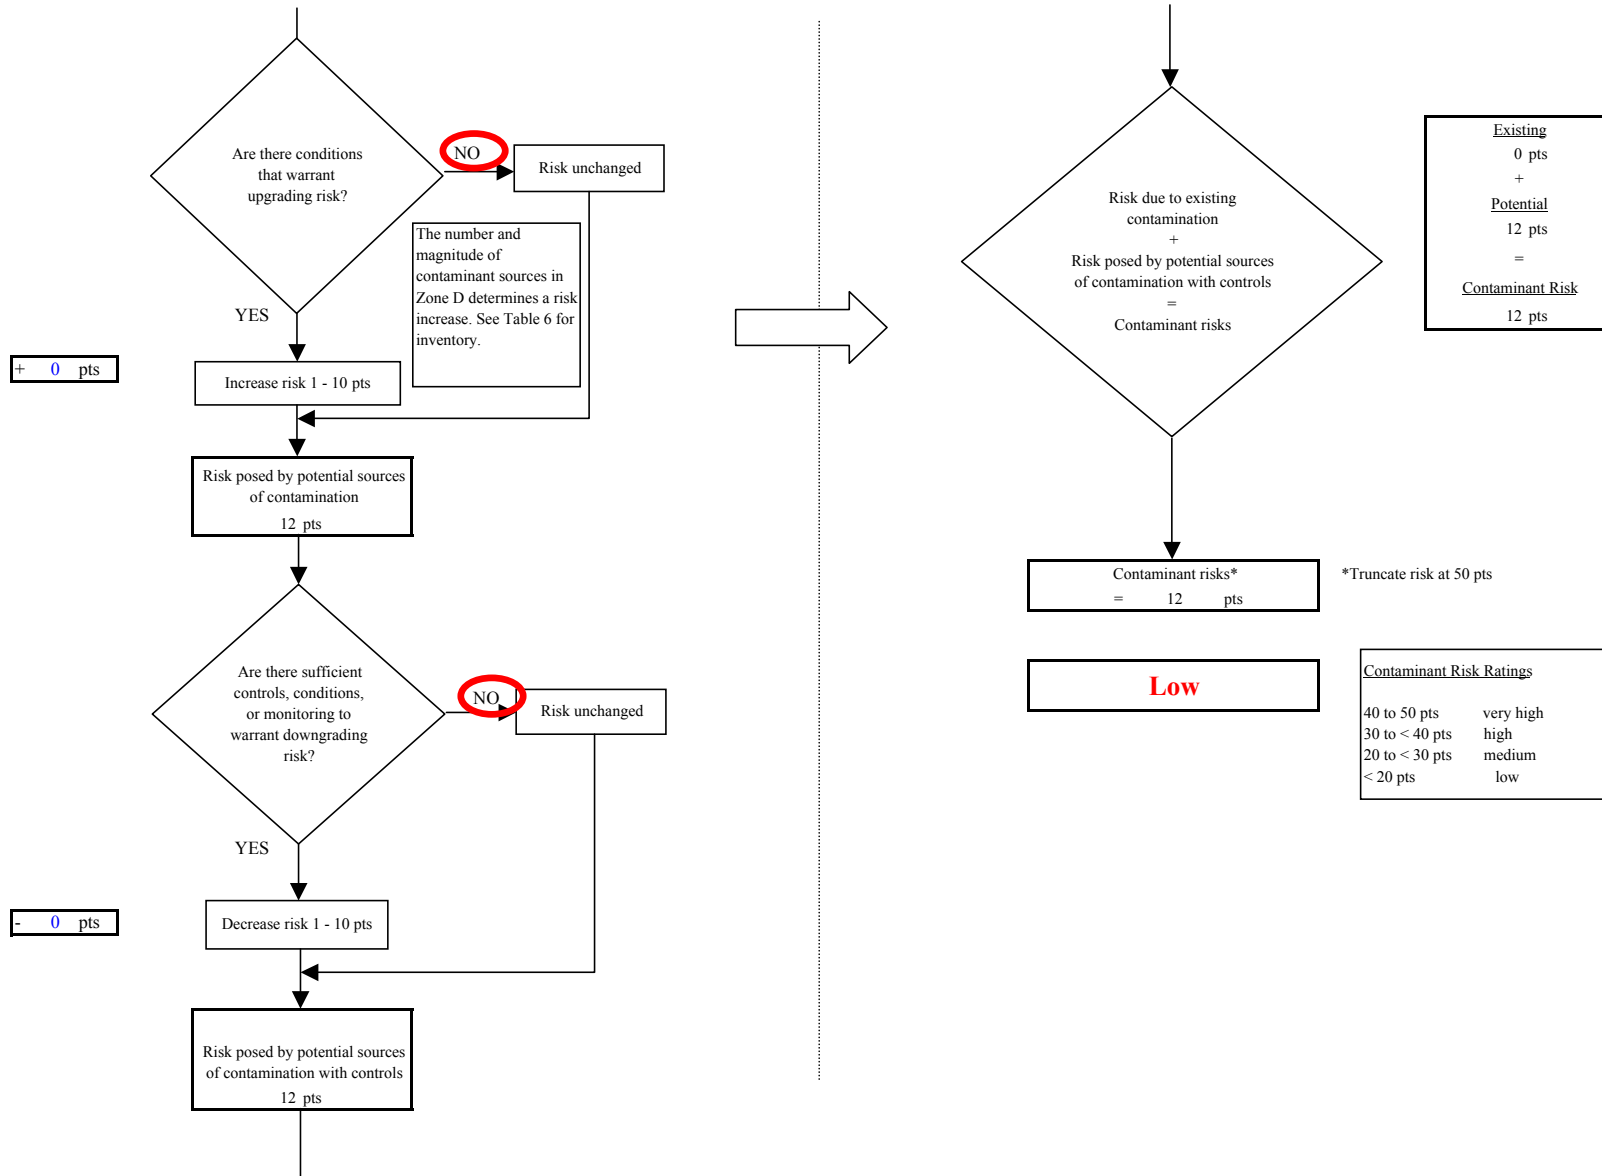 Are there conditions
that warrant
upgrading risk?
NO
Risk unchanged
The number and
magnitude of
contaminant sources in
Zone D determines a risk
increase. See Table 6 for
inventory.
YES
+ 0 pts
Increase risk 1 - 10 pts
Risk posed by potential sources
of contamination
12 pts
Are there sufficient
controls, conditions,
or monitoring to
warrant downgrading
risk?
NO
Risk unchanged
YES
- 0 pts
Decrease risk 1 - 10 pts
Risk posed by potential sources
of contamination with controls
12 pts
Risk due to existing
contamination
+
Risk posed by potential sources
of contamination with controls
=
Contaminant risks
Existing
0 pts
+
Potential
12 pts
=
Contaminant Risk
12 pts
Contaminant risks*
= 12 pts
*Truncate risk at 50 pts
Low
Contaminant Risk Ratings
40 to 50 pts very high
30 to < 40 pts high
20 to < 30 pts medium
< 20 pts low